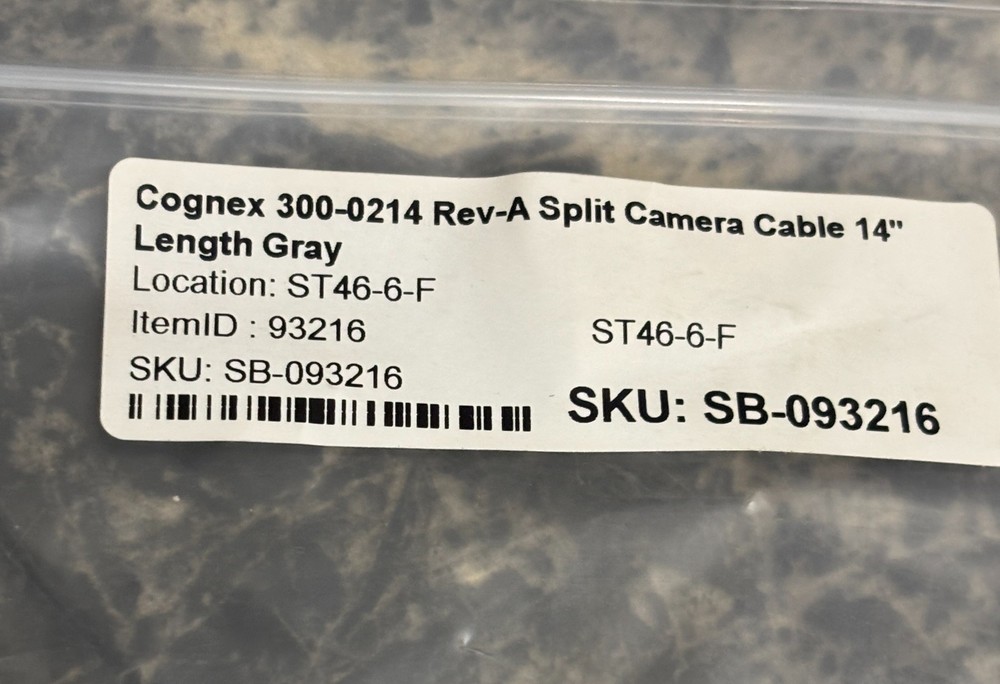 Cognex 300-0214 Rev-A Split Camera Cable 14"
Length Gray
Location: ST46-6-F
ItemID : 93216
ST46-6-F
SKU: SB-093216
SKU: SB-093216